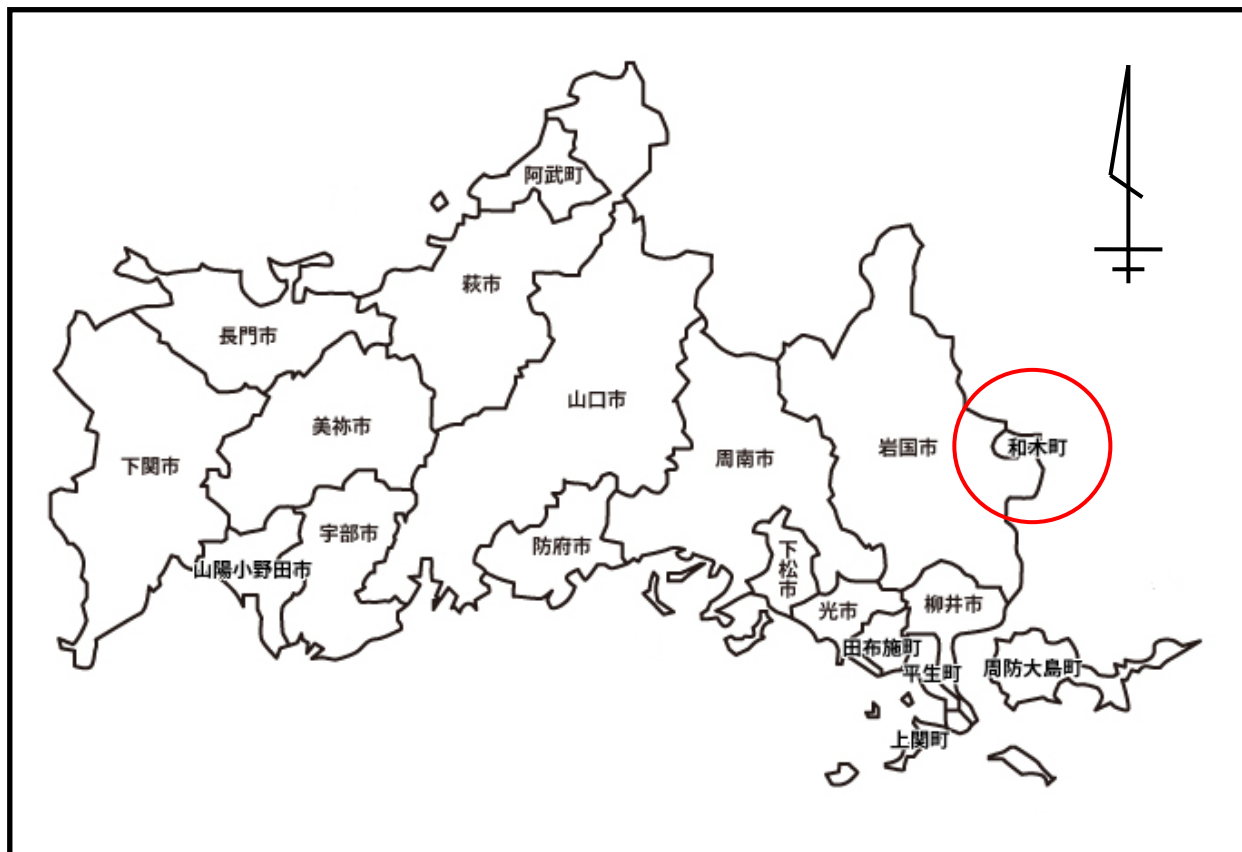 阿武町
萩市
長門市
山口市
美祢市
和木町
岩国市
周南市
下関市
宇部市
防府市
山陽小野田市
下松市
柳井市
光市
田布施町
平生町
周防大島町
上関町